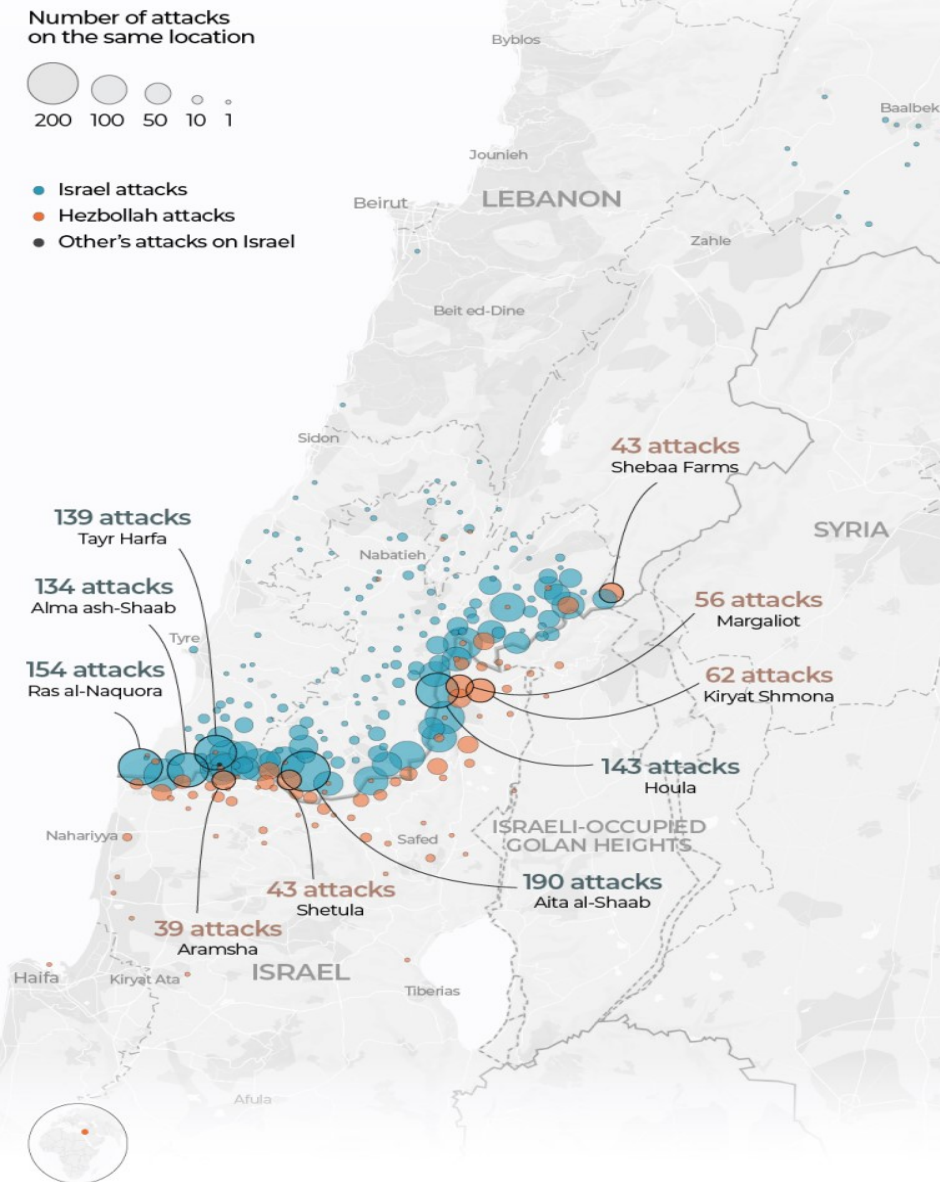 Number of attacks
on the same location
200 100 50 10 1
Israel attacks
Hezbollah attacks
Other's attacks on Israel
Byblos
Baalbek
Jounieh
Beirut
LEBANON
Zahle
Beit ed-Dine
Sidon
43 attacks
Shebaa Farms
139 attacks
Tayr Harfa
SYRIA
Nabatieh
134 attacks
Alma ash-Shaab
56 attacks
Margaliot
Tyre
154 attacks
Ras al-Naquora
62 attacks
Kiryat Shmona
143 attacks
Houla
Nahariyya
Safed
ISRAELI-OCCUPIED
GOLAN HEIGHTS
190 attacks
Aita al-Shaab
43 attacks
Shetula
39 attacks
Aramsha
Haifa
Kiryat Ata
ISRAEL
Tiberias
Afula